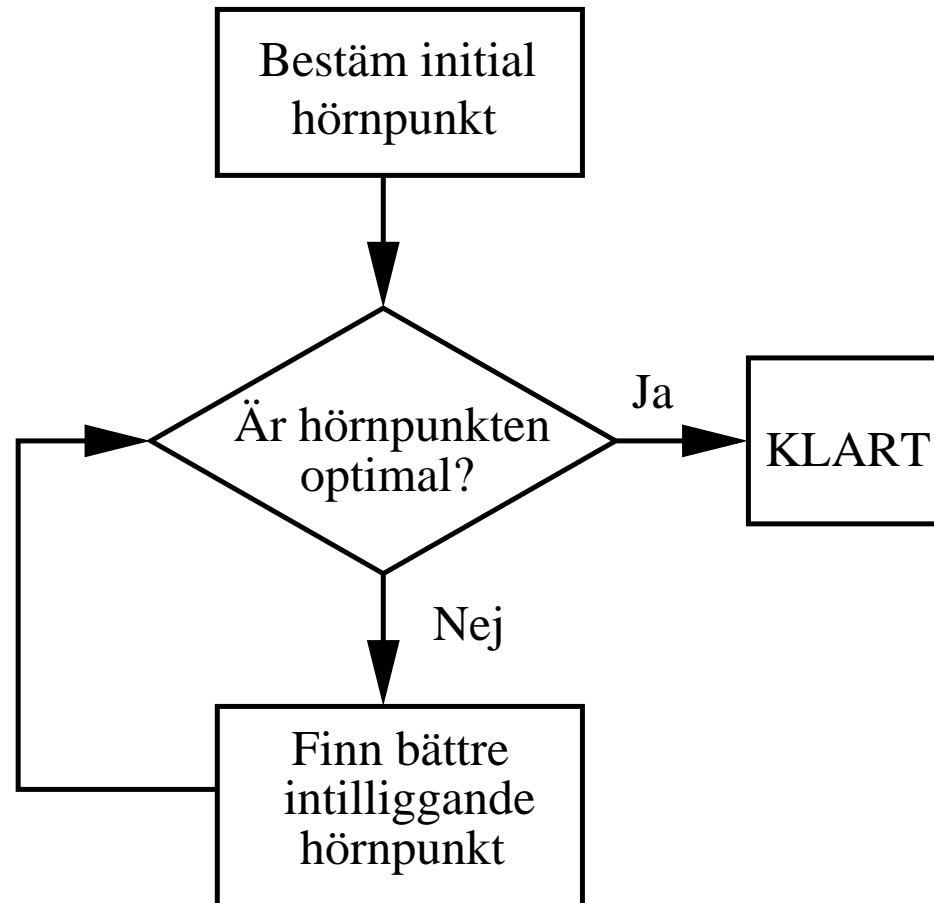 Bestäm initial
hörnpunkt
Är hörnpunkten
optimal?
Ja
KLART
Nej
Finn bättre
intilliggande
hörnpunkt